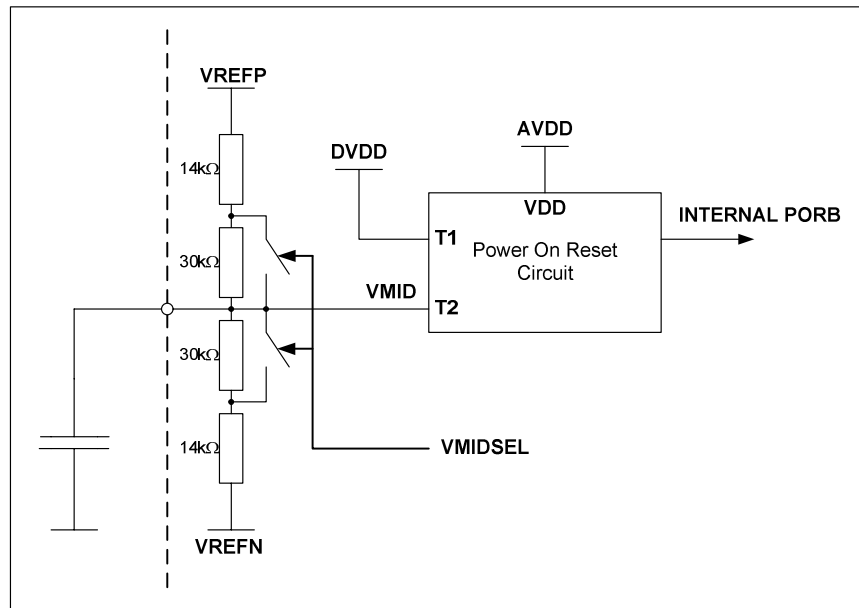 VREFP
AVDD
DVDD
14kΩ
VDD
INTERNAL PORB
T1
Power On Reset
Circuit
30kΩ
VMID
T2
30kΩ
14kΩ
VMIDSEL
VREFN